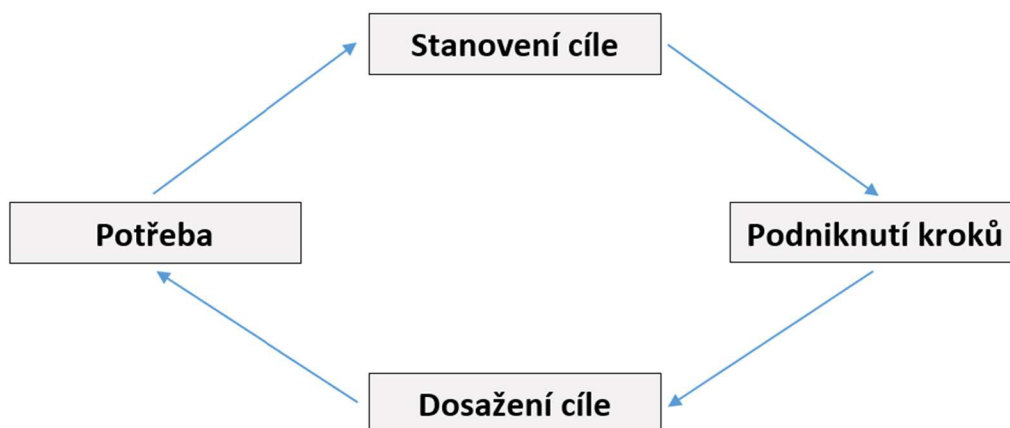 Stanovení cíle
Potřeba
Podniknutí kroků
Dosažení cíle